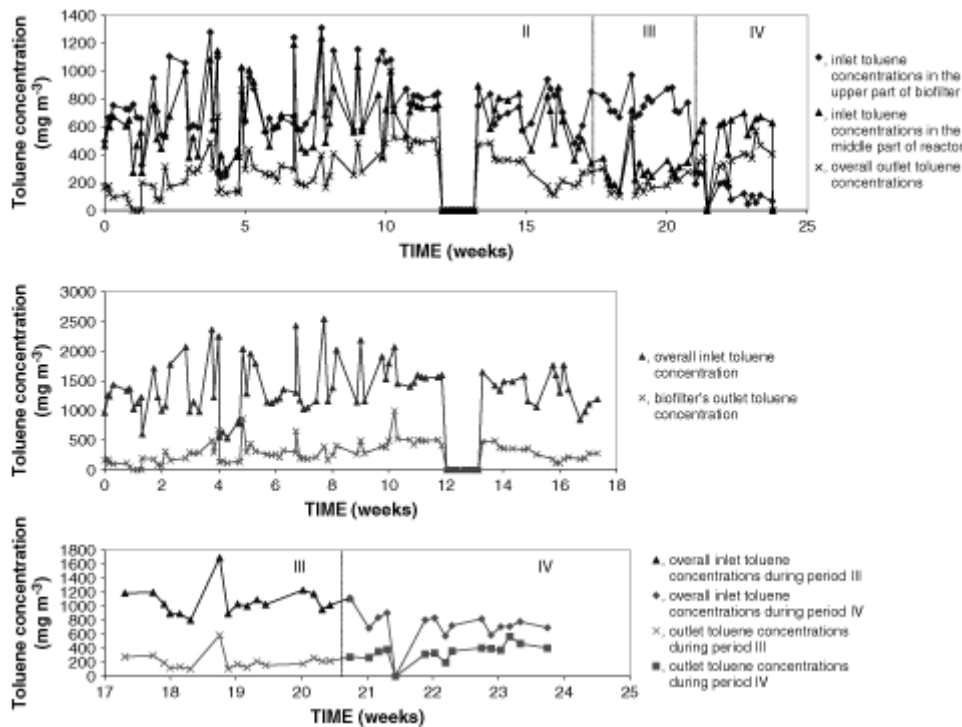 Toluene concentration
(mg m-3)
1400
1200
1000
800
600
400
200
0
II
III
IV
0
5
10
15
20
25
TIME (weeks)
, inlet toluene
concentrations in the
upper part of biofilter
, inlet toluene
concentrations in the
middle part of reactor
, overall outlet toluene
concentrations
Toluene concentration
(mg m-3)
3000
2500
2000
1500
1000
500
0
0
2
4
6
8
10
12
14
16
18
TIME (weeks)
, overall inlet toluene
concentration
, biofilter's outlet toluene
concentration
Toluene concentration
(mg m-3)
1800
1600
1400
1200
1000
800
600
400
200
0
III
IV
17
18
19
20
21
22
23
24
25
TIME (weeks)
, overall inlet toluene
concentrations during period III
, overall inlet toluene
concentrations during period IV
, outlet toluene concentrations
during period III
, outlet toluene concentrations
during period IV